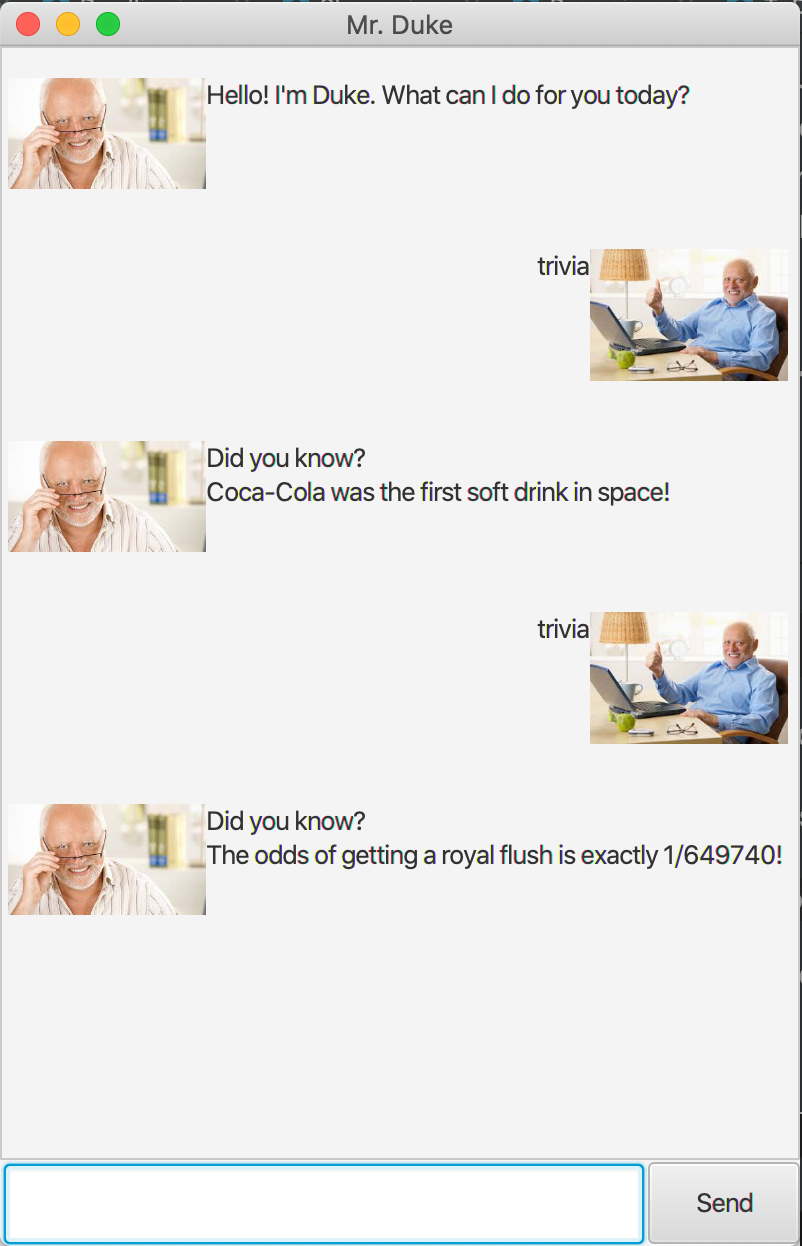 Mr. Duke
Hello! I'm Duke. What can I do for you today?
trivia
Did you know?
Coca-Cola was the first soft drink in space!
trivia
Did you know?
The odds of getting a royal flush is exactly 1/649740!
Send